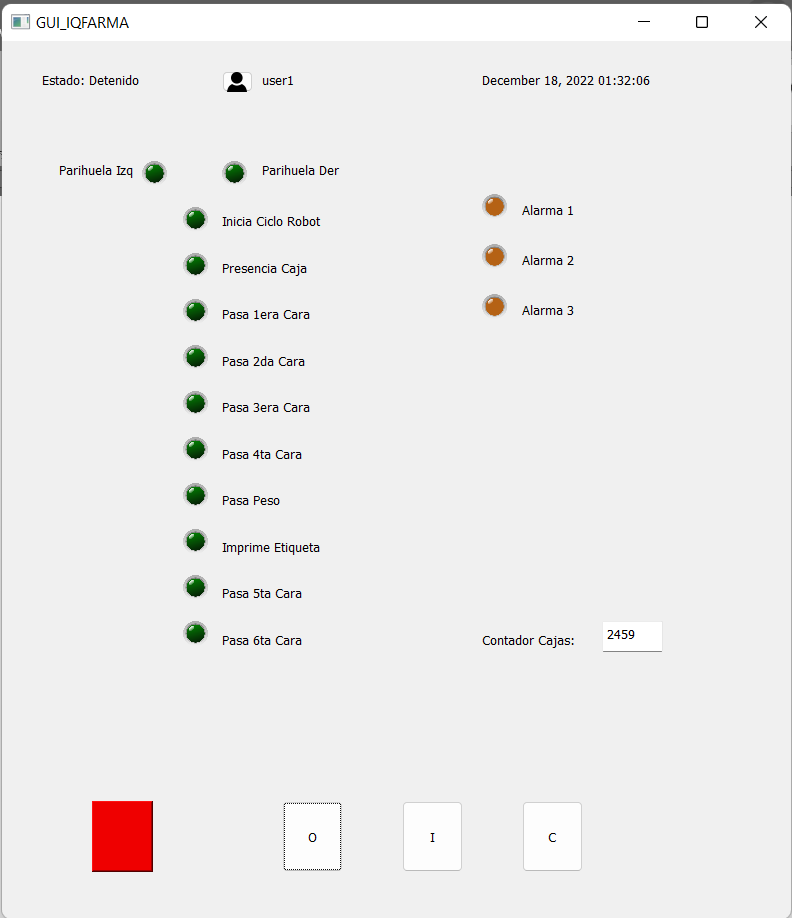 GUI_IQFARMA
Estado: Detenido
user1
December 18, 2022 01:32:06
Parihuela Izq
Parihuela Der
Inicia Ciclo Robot
Alarma 1
Presencia Caja
Alarma 2
Pasa 1era Cara
Alarma 3
Pasa 2da Cara
Pasa 3era Cara
Pasa 4ta Cara
Pasa Peso
Imprime Etiqueta
Pasa 5ta Cara
Pasa 6ta Cara
Contador Cajas:
2459
O
I
C